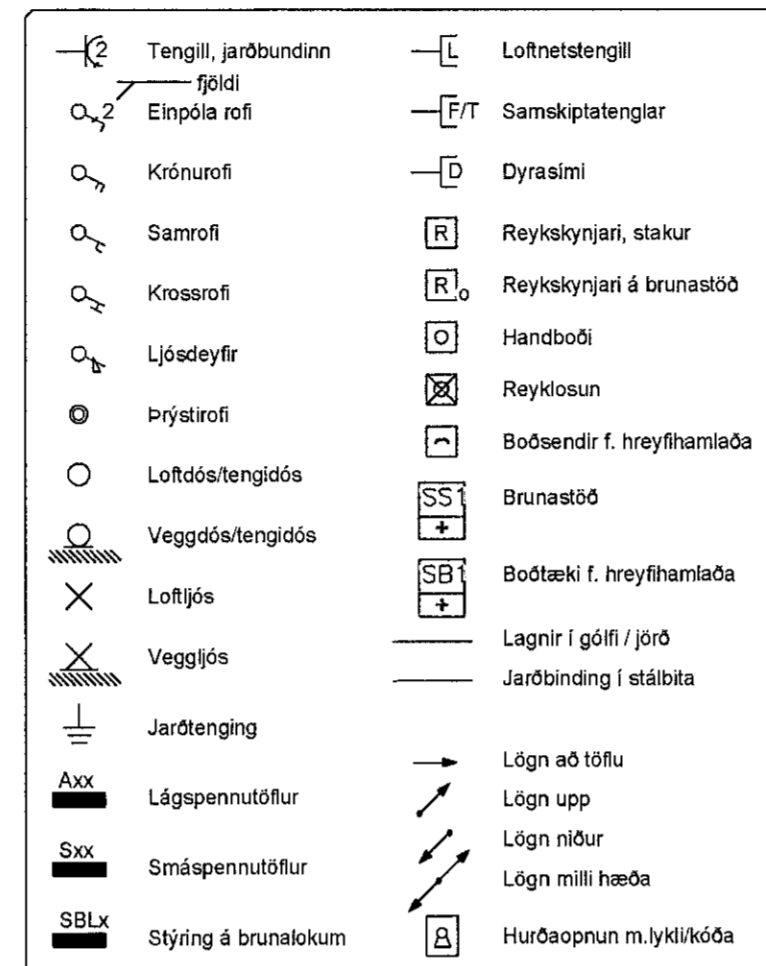 2 Tengill, jarðbundinn
fjöldi
2 Einpóla rofi
Krónurofi
Samrofi
Krossrofi
Ljósdeyfir
Þrýstirofi
Loftdós/tengidós
Veggdós/tengidós
Loftljós
Veggljós
Jarðtenging
Axx Lágspennutöflur
Sxx Smáspennutöflur
SBLx Stýring á brunalokum
L Loftnetstengill
F/T Samskiptatenglar
D Dyrasími
R Reykskynjari, stakur
R o Reykskynjari á brunastöð
Handboði
Reyklosun
Boðsendir f. hreyfihamlaða
SS1 Brunastöð
+
SB1 Boðtæki f. hreyfihamlaða
+
Lagnir í gólfi / jörð
Jarðbinding í stálbita
Lögn að töflu
Lögn upp
Lögn niður
Lögn milli hæða
Hurðaopnun m.lykli/kóða